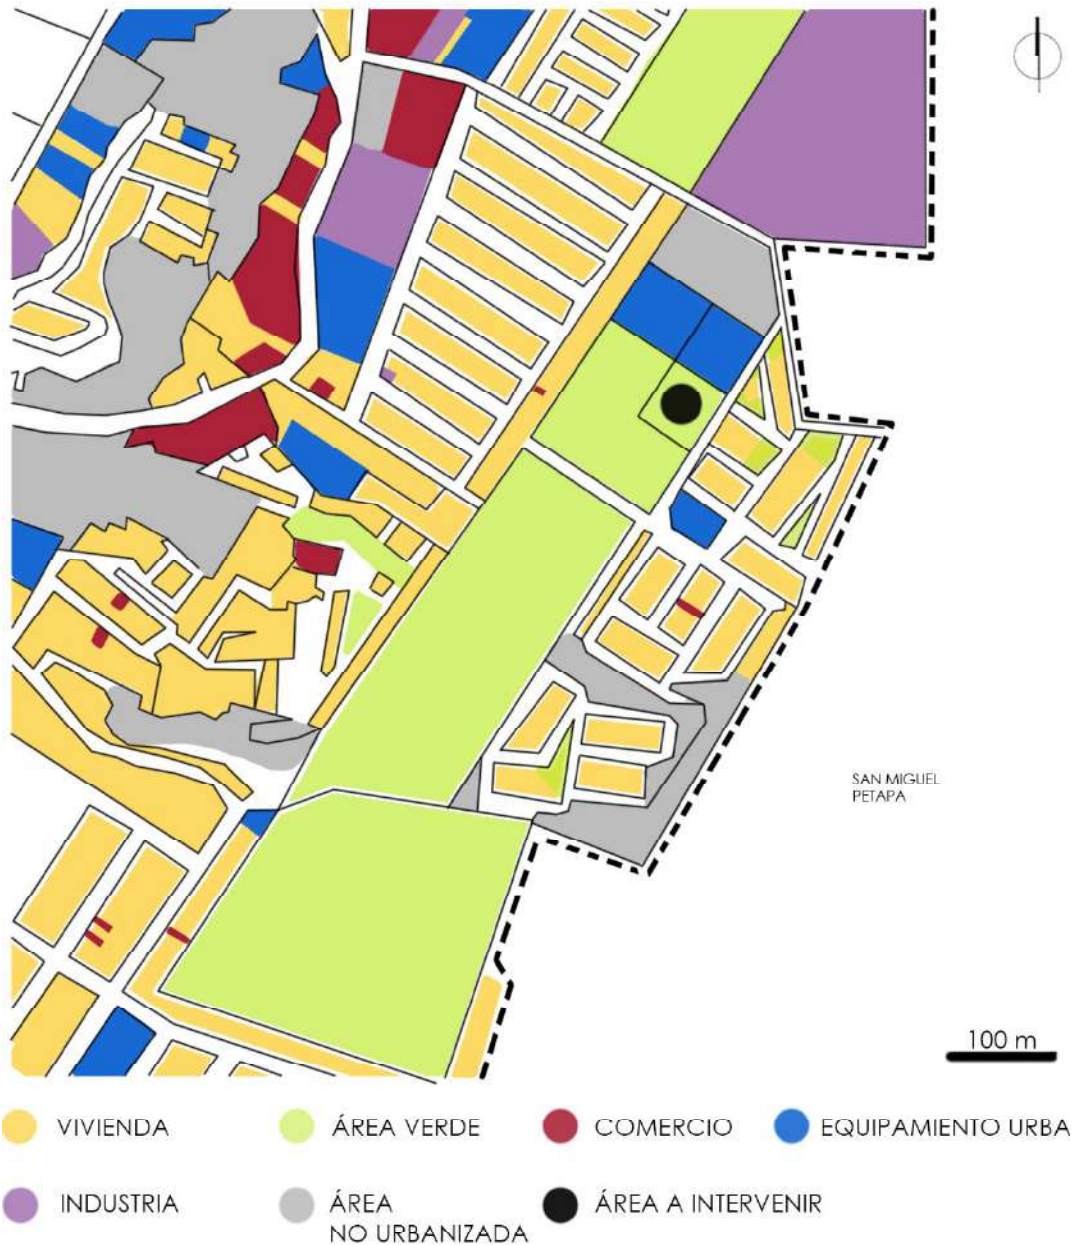 SAN MIGUEL
PETAPA
100 m
VIVIENDA
ÁREA VERDE
COMERCIO
EQUIPAMIENTO URBA
INDUSTRIA
ÁREA
NO URBANIZADA
ÁREA A INTERVENIR